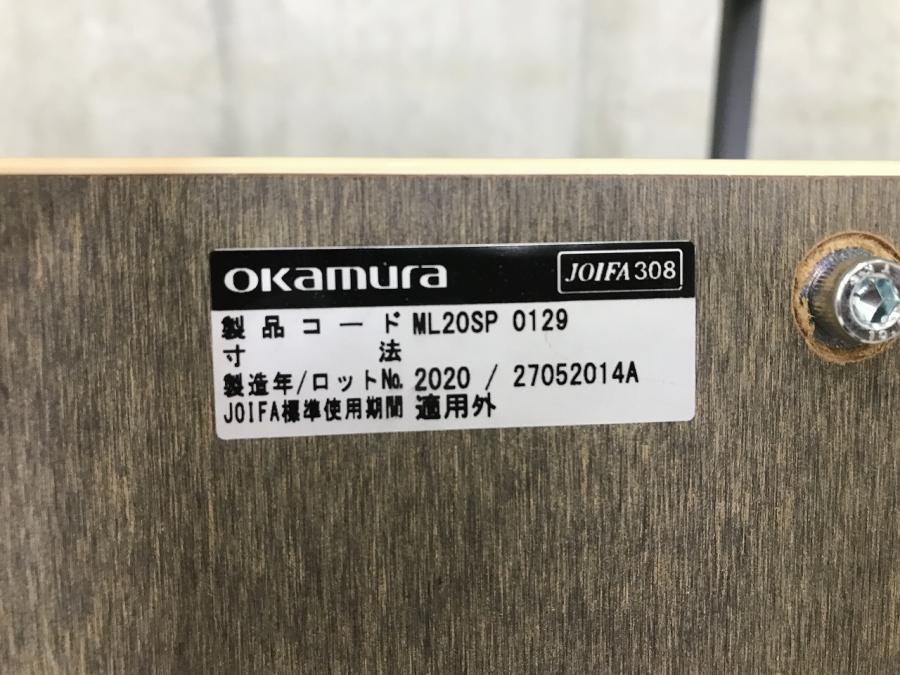 okamura
JOIFA308
製品コード ML20SP 0129
寸法
製造年/ロットNo. 2020 / 27052014A
JOIFA標準使用期間 適用外